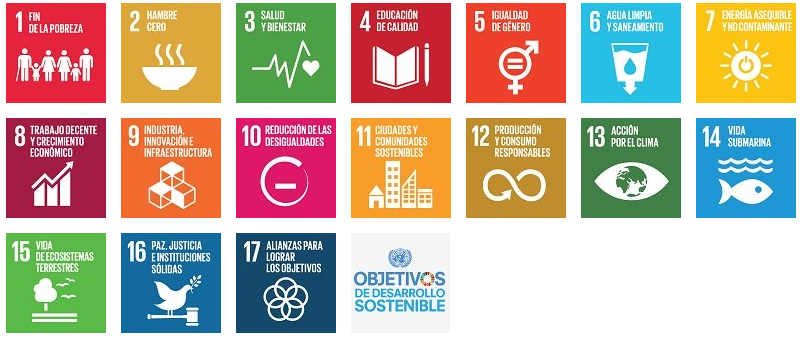 1 FIN
DE LA POBREZA
2 HAMBRE
CERO
3 SALUD
Y BIENESTAR
4 EDUCACIÓN
DE CALIDAD
5 IGUALDAD
DE GÉNERO
6 AGUA LIMPIA
Y SANEAMIENTO
7 ENERGÍA ASEQUIBLE
Y NO CONTAMINANTE
8 TRABAJO DECENTE
Y CRECIMIENTO
ECONÓMICO
9 INDUSTRIA,
INNOVACIÓN E
INFRAESTRUCTURA
10 REDUCCIÓN DE LAS
DESIGUALDADES
11 CIUDADES Y
COMUNIDADES
SOSTENIBLES
12 PRODUCCIÓN
Y CONSUMO
RESPONSABLES
13 ACCIÓN
POR EL CLIMA
14 VIDA
SUBMARINA
15 VIDA
DE ECOSISTEMAS
TERRESTRES
16 PAZ, JUSTICIA
E INSTITUCIONES
SÓLIDAS
17 ALIANZAS PARA
LOGRAR
LOS OBJETIVOS
OBJETIVOS
DE DESARROLLO
SOSTENIBLE